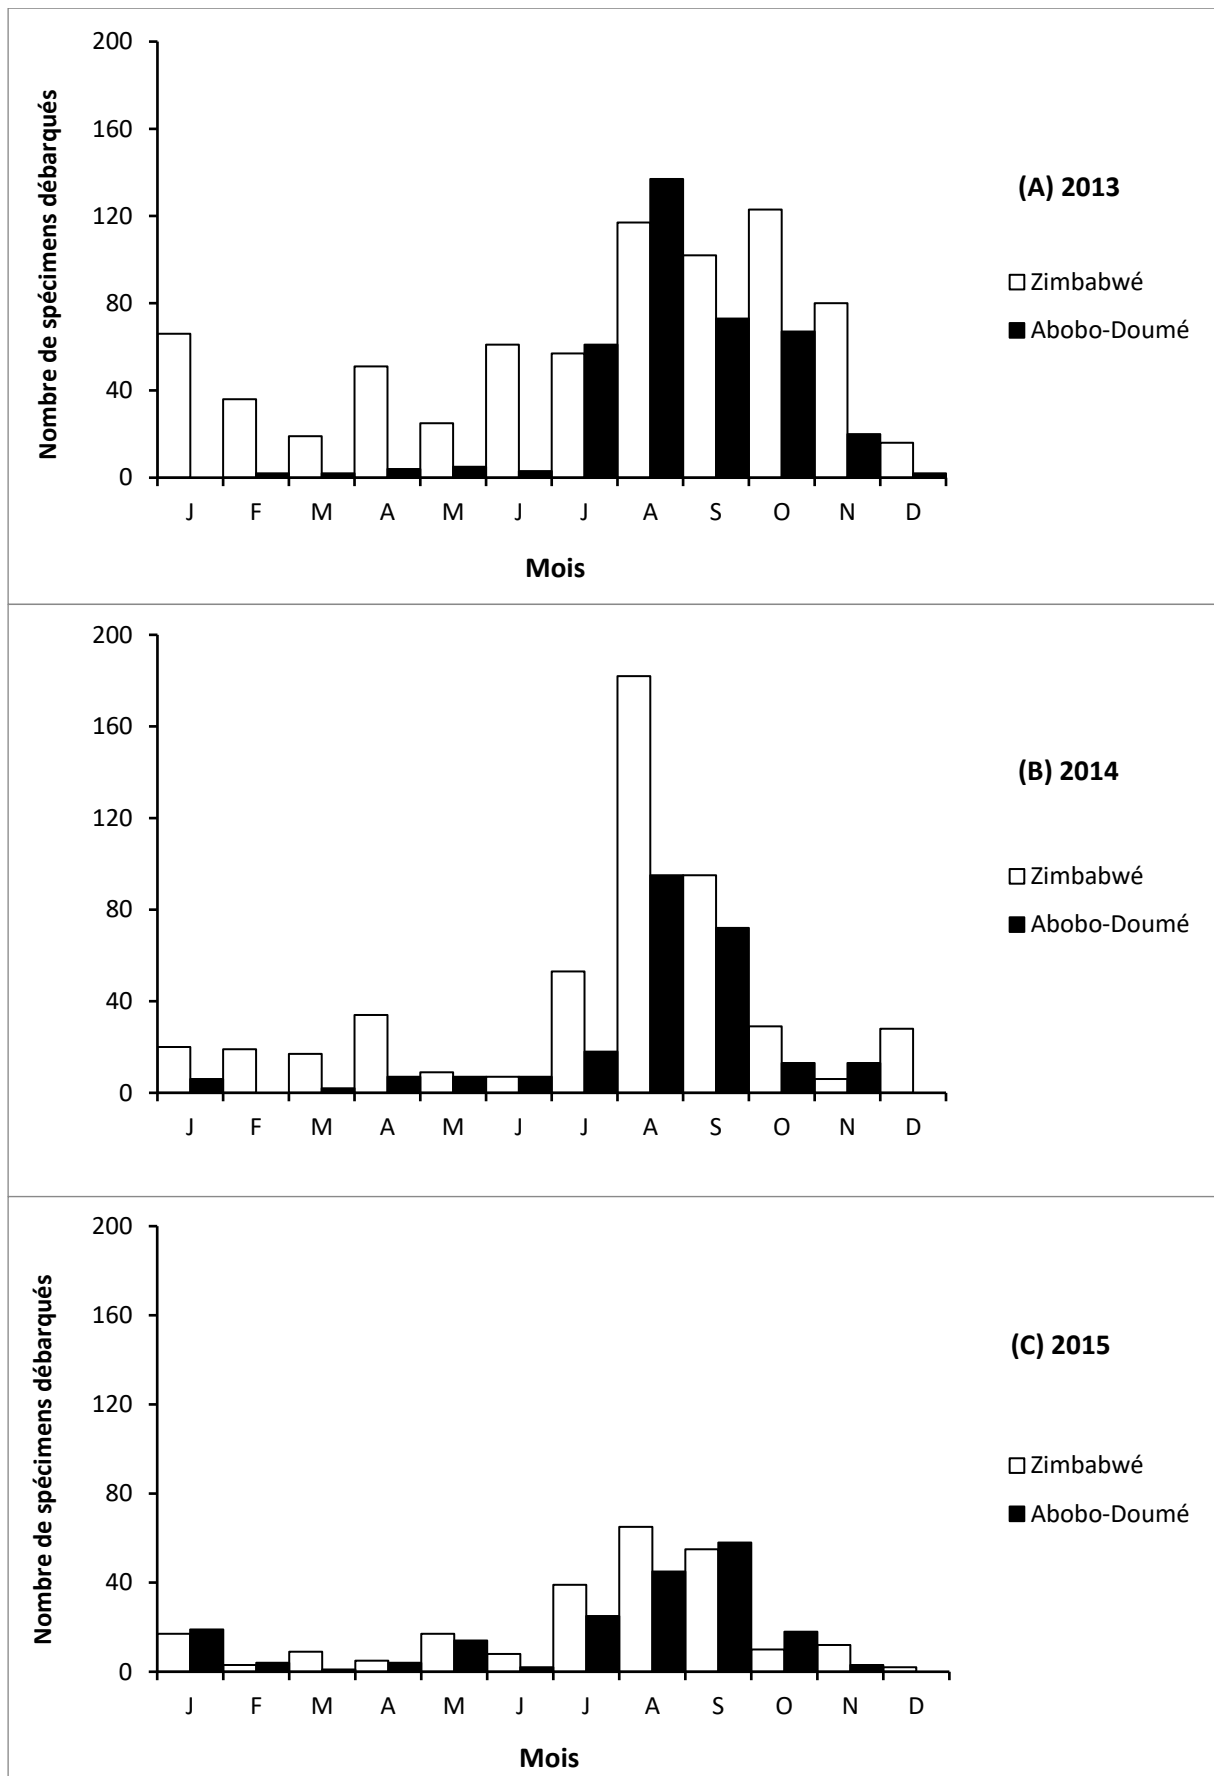 Nombre de spécimens débarqués
200
160
120
80
40
0
J F M A M J J A S O N D
Mois
(A) 2013
Zimbabwé
Abobo-Doumé
200
160
120
80
40
0
J F M A M J J A S O N D
(B) 2014
Zimbabwé
Abobo-Doumé
Nombre de spécimens débarqués
200
160
120
80
40
0
J F M A M J J A S O N D
Mois
(C) 2015
Zimbabwé
Abobo-Doumé